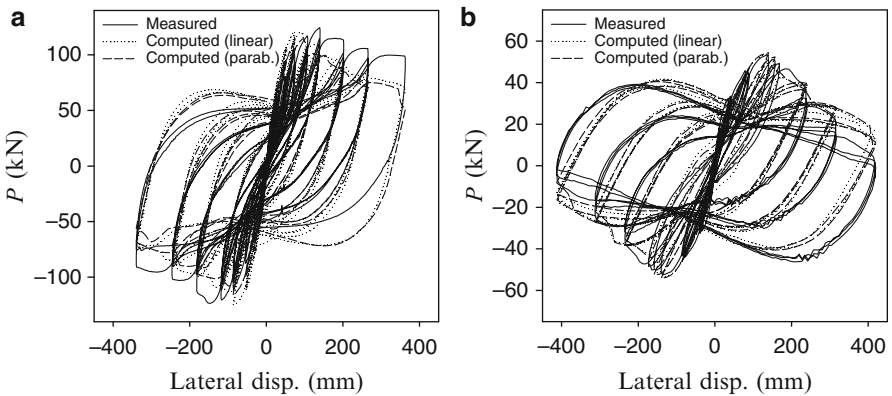 a
Measured
Computed (linear)
Computed (parab.)
100
50
0
−50
−100
P (kN)
−400 −200 0 200 400
Lateral disp. (mm)
b
Measured
Computed (linear)
Computed (parab.)
60
40
20
0
−20
−40
−60
P (kN)
−400 −200 0 200 400
Lateral disp. (mm)